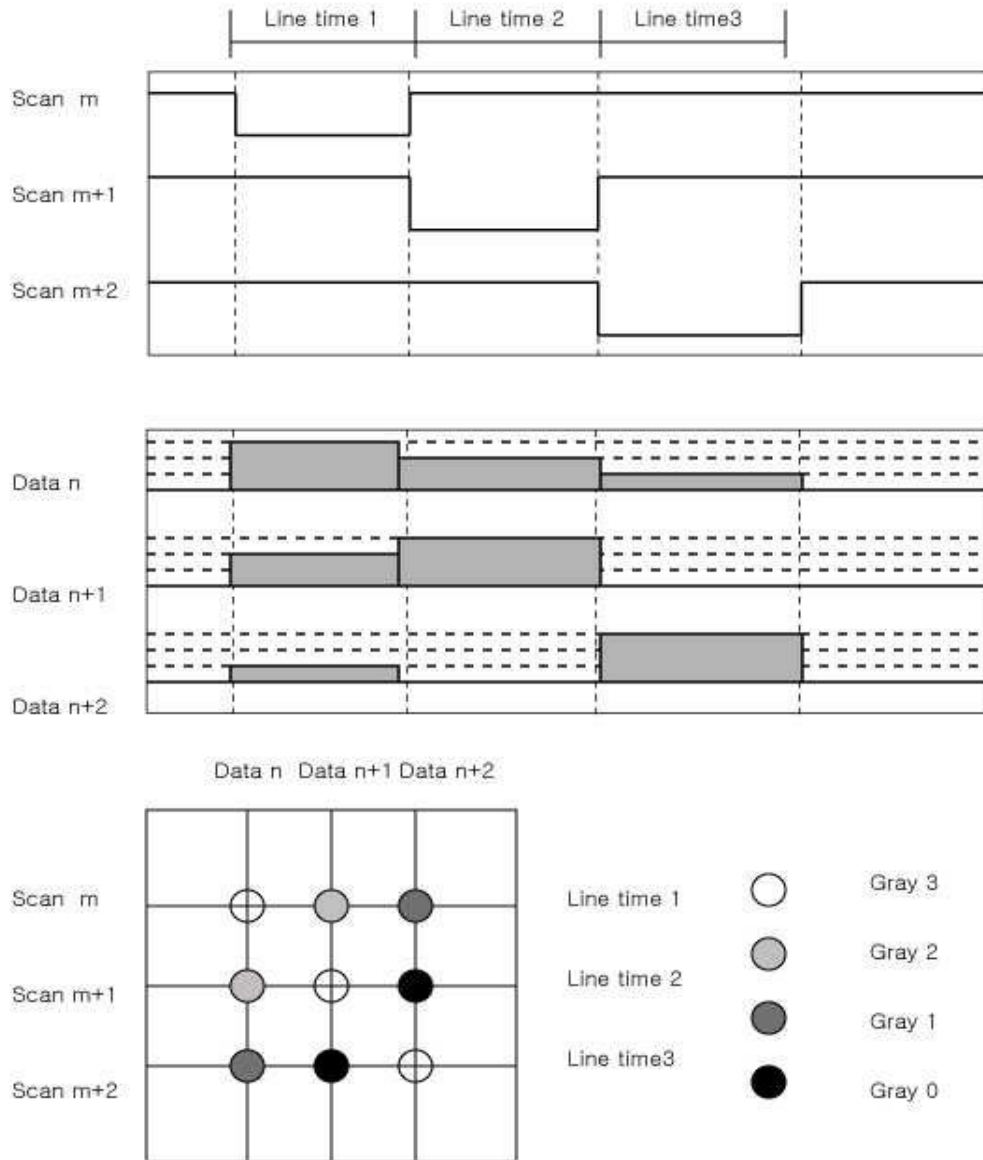 Line time 1 Line time 2 Line time3
Scan m
Scan m+1
Scan m+2
Data n
Data n+1
Data n+2
Data n Data n+1 Data n+2
Scan m
Scan m+1
Scan m+2
Line time 1
Line time 2
Line time3
Gray 3
Gray 2
Gray 1
Gray 0